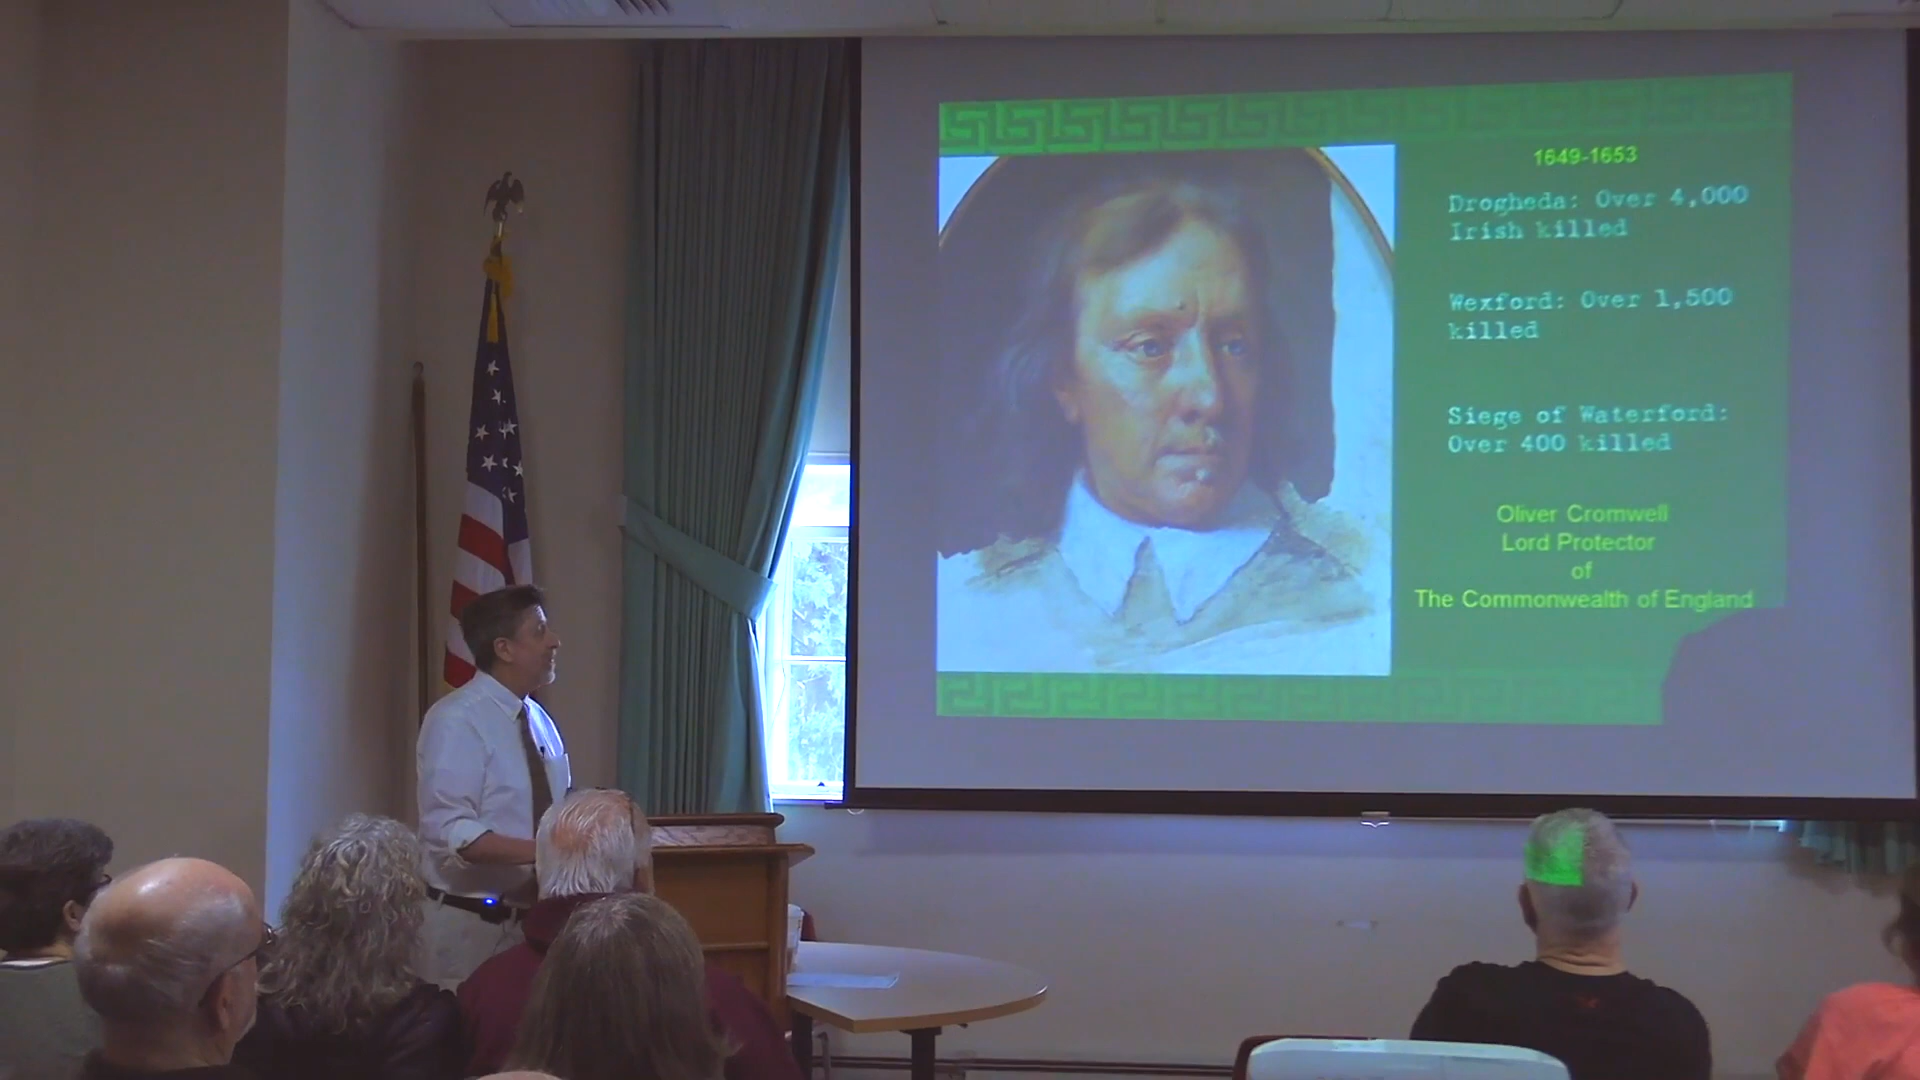 1649-1653
Drogheda: Over 4,000
Irish killed
Wexford: Over 1,500
killed
Siege of Waterford:
Over 400 killed
Oliver Cromwell
Lord Protector
of
The Commonwealth of England